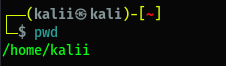 ┌──(kalii㉿kali)-[~]
└─$ pwd
/home/kalii